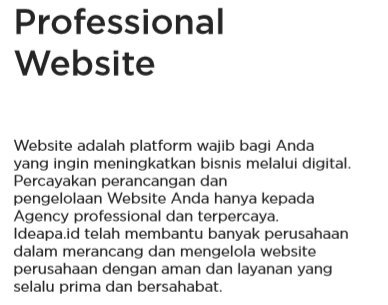 Professional
Website
Website adalah platform wajib bagi Anda
yang ingin meningkatkan bisnis melalui digital.
Percayakan perancangan dan
pengelolaan Website Anda hanya kepada
Agency professional dan terpercaya.
Ideapa.id telah membantu banyak perusahaan
dalam merancang dan mengelola website
perusahaan dengan aman dan layanan yang
selalu prima dan bersahabat.